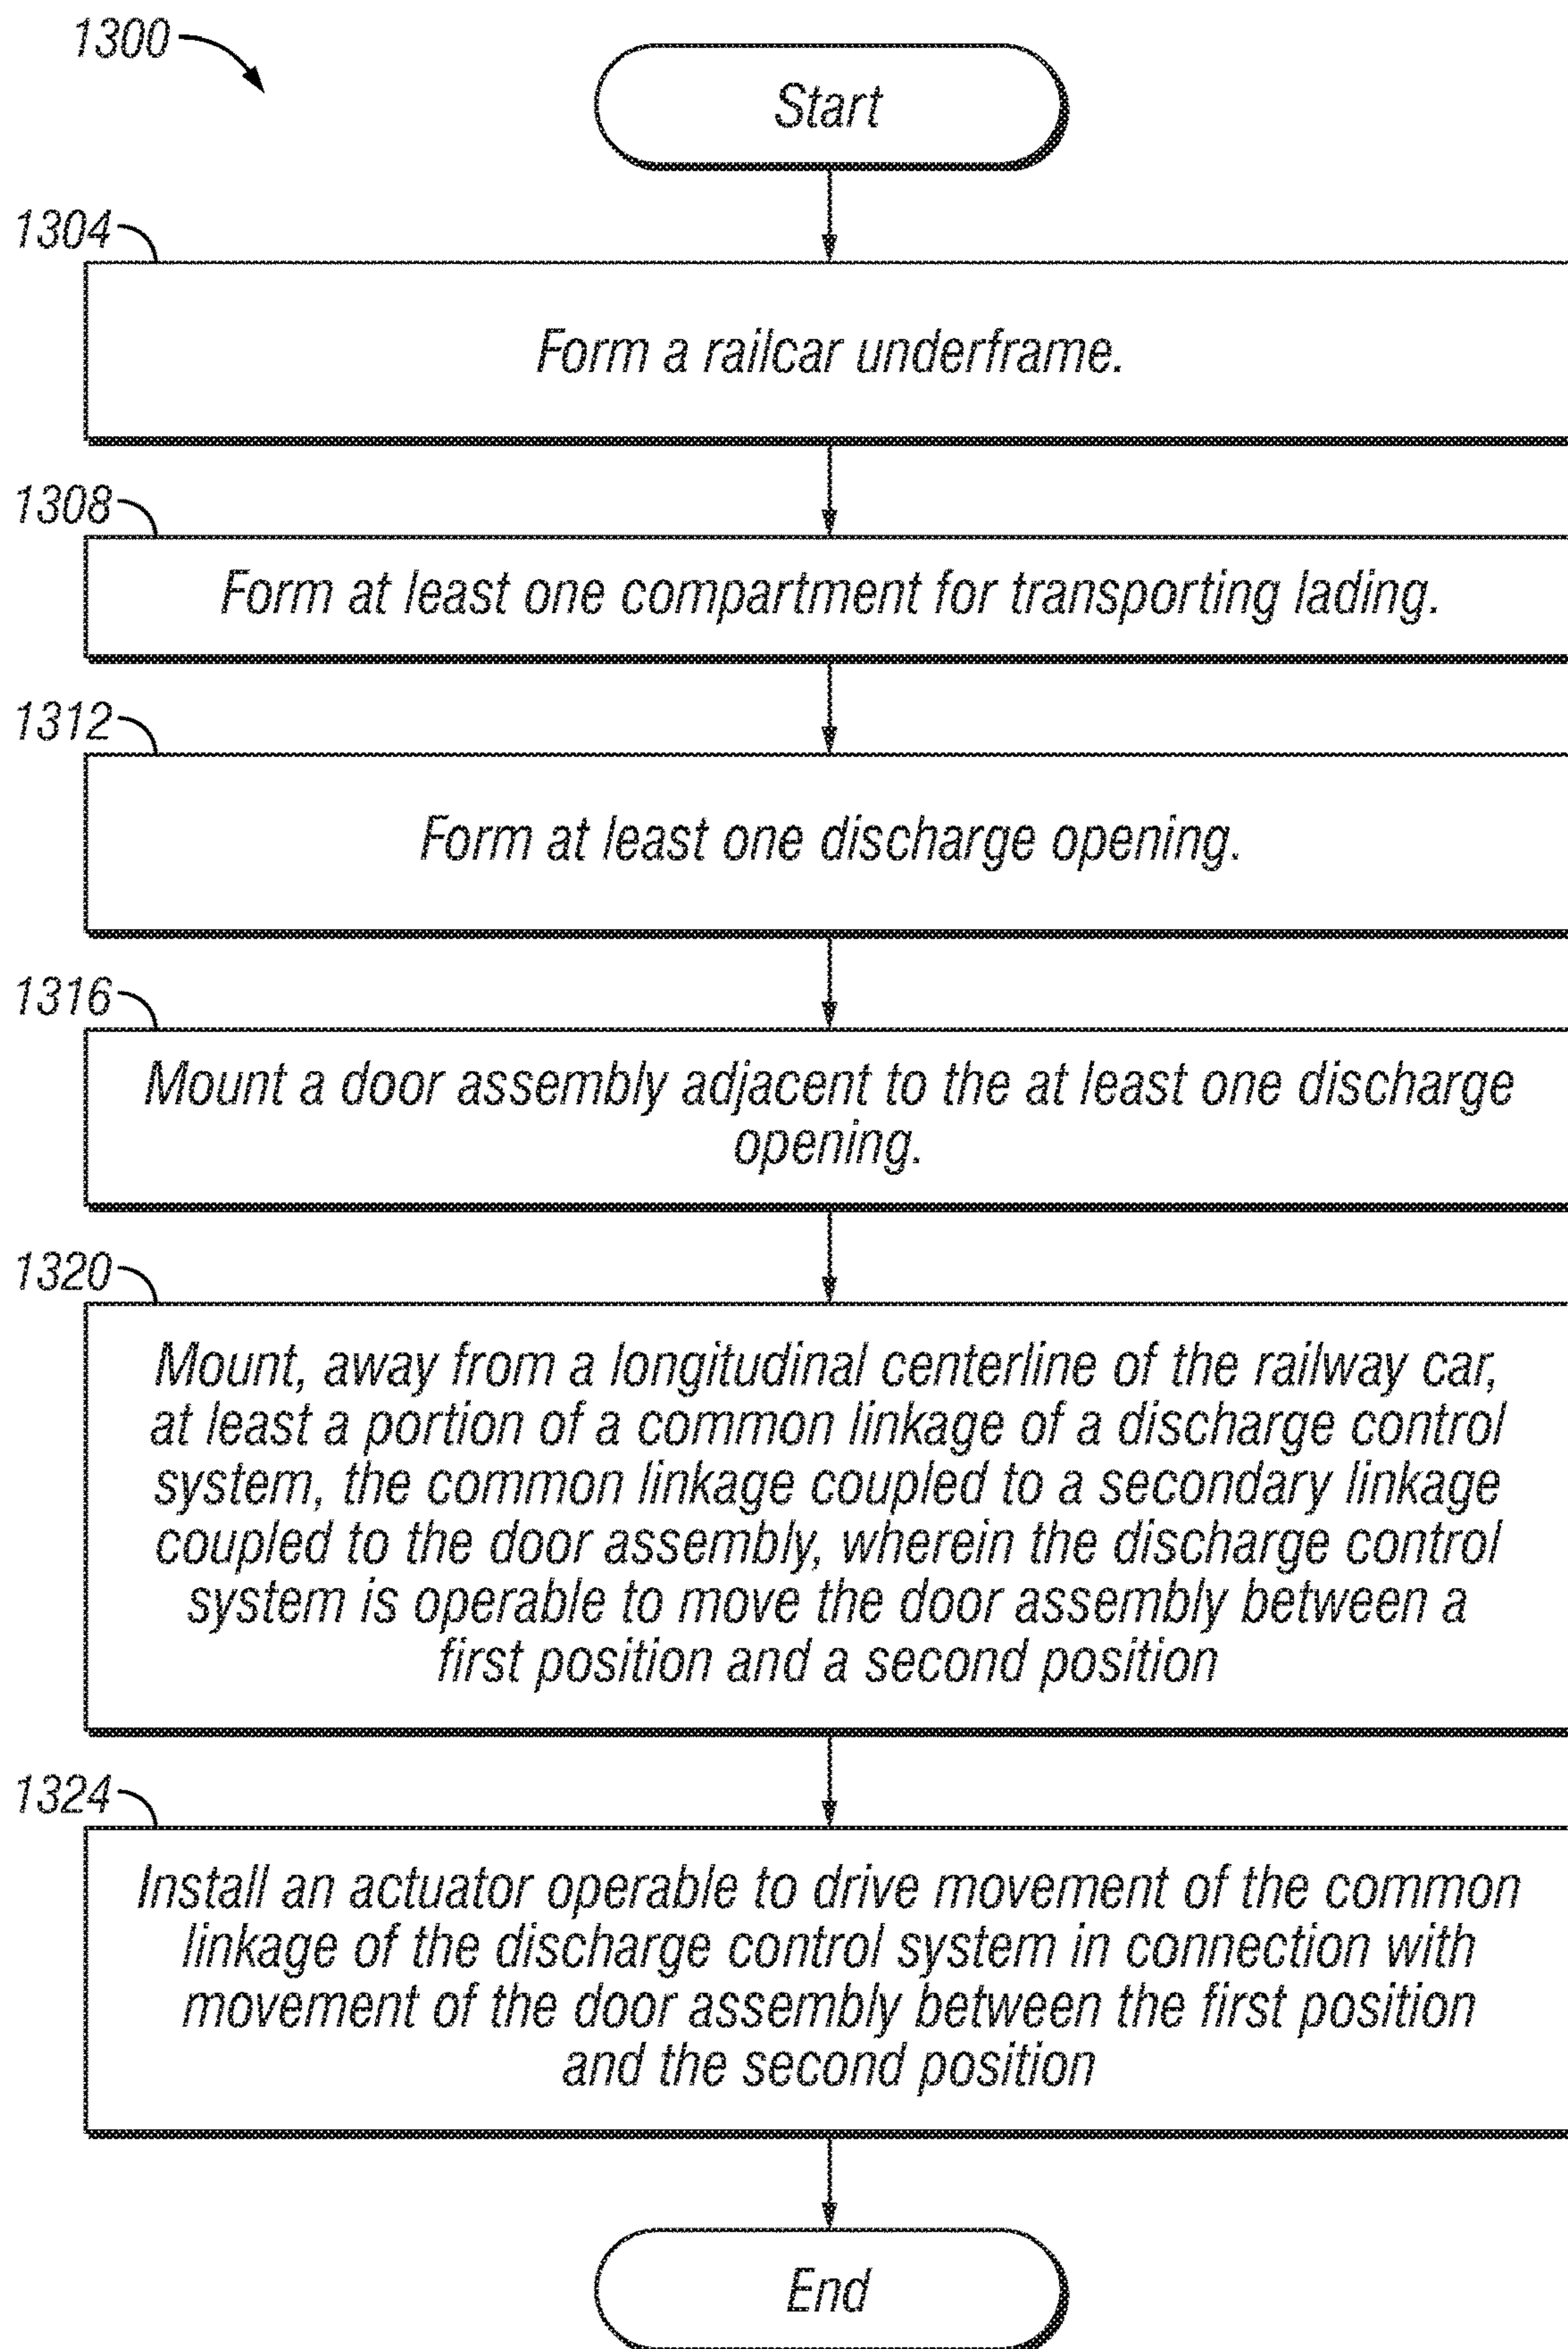 1300
Start
1304
Form a railcar underframe.
1308
Form at least one compartment for transporting lading.
1312
Form at least one discharge opening.
1316
Mount a door assembly adjacent to the at least one discharge
opening.
1320
Mount, away from a longitudinal centerline of the railway car,
at least a portion of a common linkage of a discharge control
system, the common linkage coupled to a secondary linkage
coupled to the door assembly, wherein the discharge control
system is operable to move the door assembly between a
first position and a second position
1324
Install an actuator operable to drive movement of the common
linkage of the discharge control system in connection with
movement of the door assembly between the first position
and the second position
End